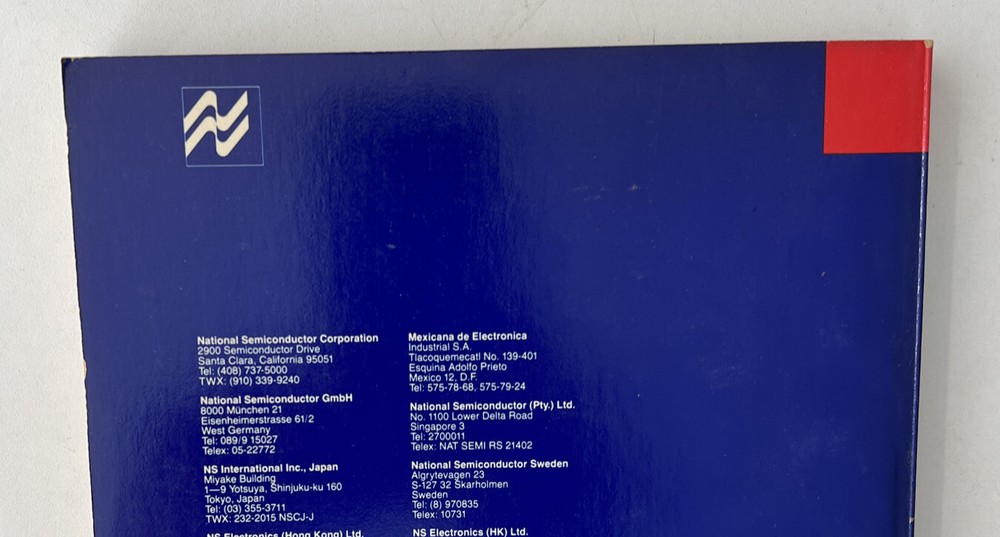 National Semiconductor Corporation
2900 Semiconductor Drive
Santa Clara, California 95051
Tel: (408) 737-5000
TWX: (910) 339-9240
National Semiconductor GmbH
8000 München 21
Eisenheimerstrasse 61/2
West Germany
Tel: 089/9 15027
Telex: 05-22772
NS International Inc., Japan
Miyake Building
1—9 Yotsuya, Shinjuku-ku 160
Tokyo, Japan
Tel: (03) 355-3711
TWX: 232-2015 NSCJ-J
NS Electronics (Hong Kong) Ltd.
Mexicana de Electronica
Industrial S.A.
Tlacoquemecatl No. 139-401
Esquina Adolfo Prieto
Mexico 12, D.F.
Tel: 575-78-68, 575-79-24
National Semiconductor (Pty.) Ltd.
No. 1100 Lower Delta Road
Singapore 3
Tel: 2700011
Telex: NAT SEMI RS 21402
National Semiconductor Sweden
Algrytevagen 23
S-127 32 Skarholmen
Sweden
Tel: (8) 970835
Telex: 10731
NS Electronics (HK) Ltd.